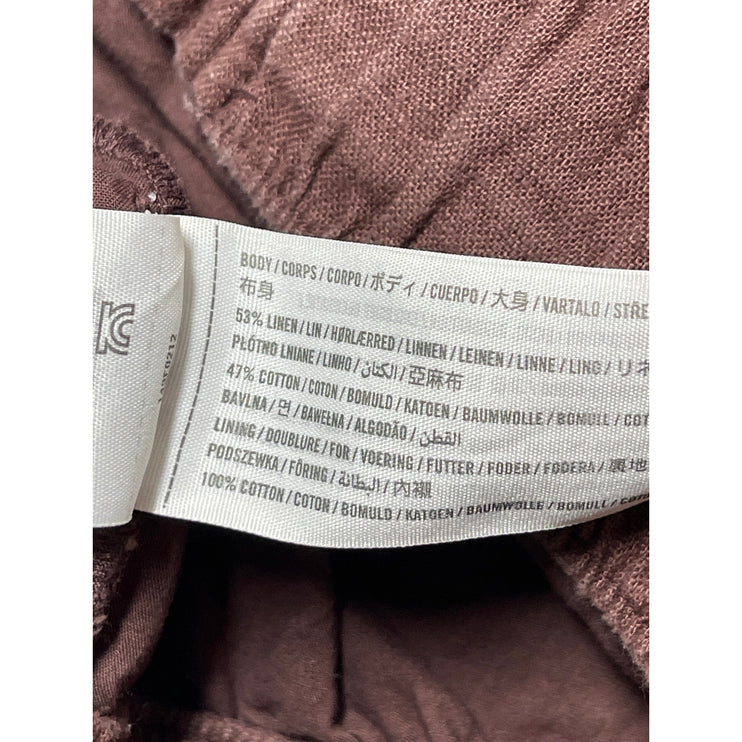 BODY / CORPS / CORPO / ボディ / CUERPO / 大身 / VARTALO / STRE
布身
53% LINEN / LIN / HØRLÆRRED / LINNEN / LEINEN / LINNE / LINO / リネ
PŁÓTNO LNIANE / LINHO / الكتان / 亞麻布
47% COTTON / COTON / BOMULD / KATOEN / BAUMWOLLE / BOMULL / COT
BAVLNA / 면 / BAWEŁNA / ALGODÃO / القطن
LINING / DOUBLURE / FOR / VOERING / FUTTER / FODER / FODERA / 裏地
PODSZEWKA / FÔRING / البطانة / 內襯
100% COTTON / COTON / BOMULD / KATOEN / BAUMWOLLE / BOMULL / COTO